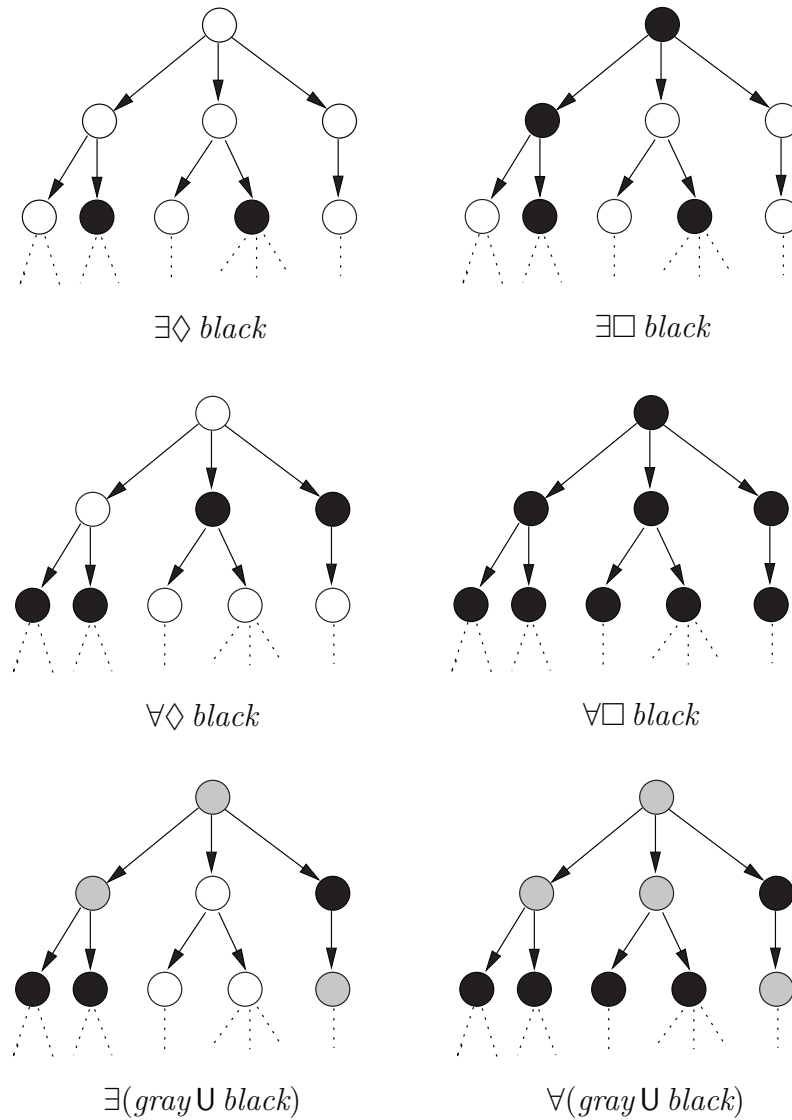 ∃◇ black
∃□ black
∀◇ black
∀□ black
∃(gray U black)
∀(gray U black)